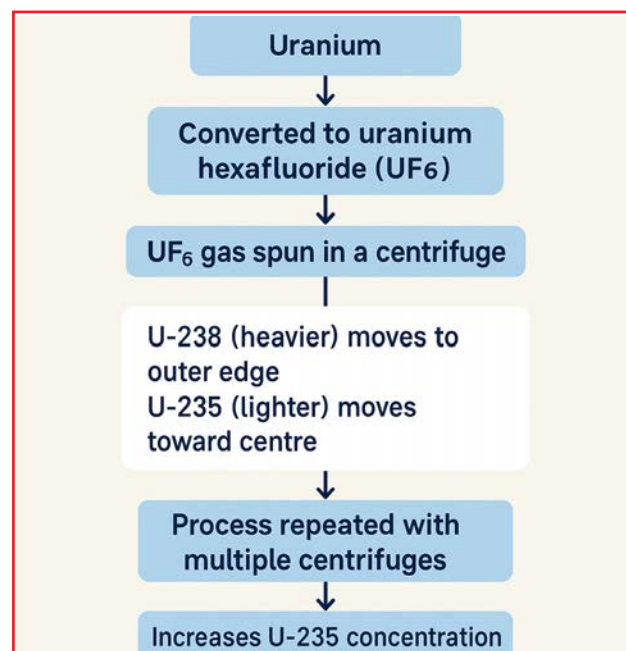 Uranium
Converted to uranium
hexafluoride (UF6)
UF₆ gas spun in a centrifuge
U-238 (heavier) moves to
outer edge
U-235 (lighter) moves
toward centre
Process repeated with
multiple centrifuges
Increases U-235 concentration